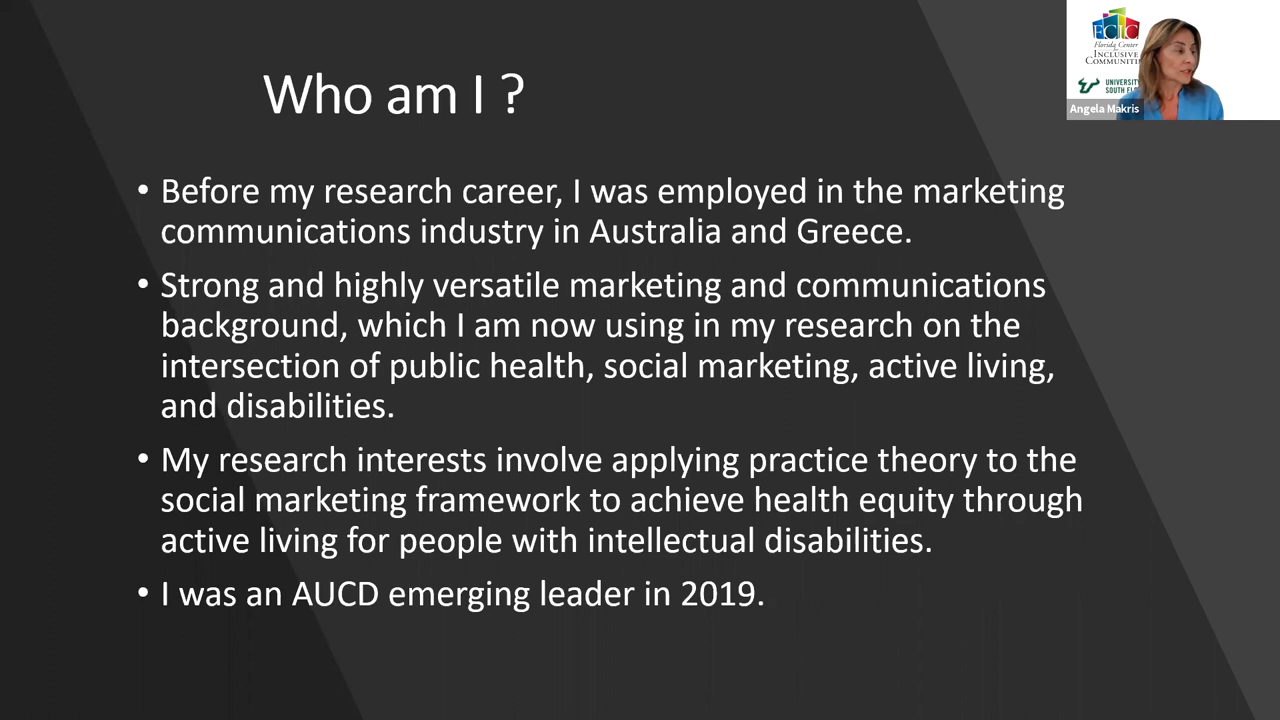 Who am I ?
• Before my research career, I was employed in the marketing
communications industry in Australia and Greece.
• Strong and highly versatile marketing and communications
background, which I am now using in my research on the
intersection of public health, social marketing, active living,
and disabilities.
• My research interests involve applying practice theory to the
social marketing framework to achieve health equity through
active living for people with intellectual disabilities.
• I was an AUCD emerging leader in 2019.
FCIC
Florida Center
for
INCLUSIVE
UNIVERSITY
SOUTH
Angela Makris